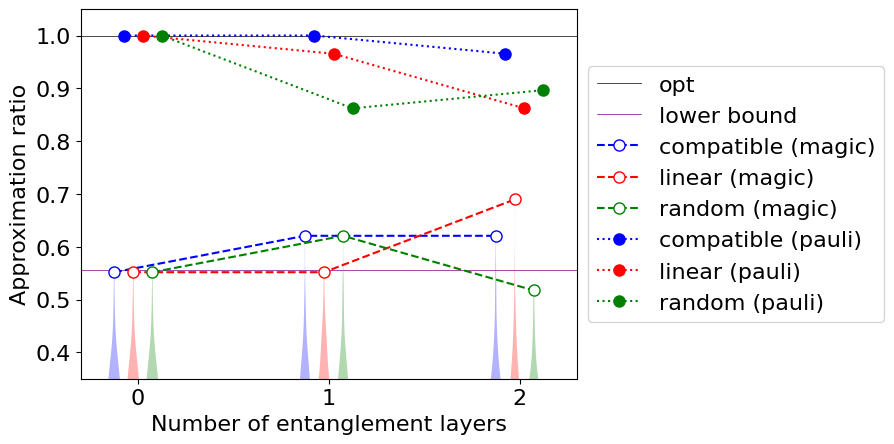 1.0
0.9
0.8
0.7
0.6
0.5
0.4
Approximation ratio
0 1 2
Number of entanglement layers
opt
lower bound
compatible (magic)
linear (magic)
random (magic)
compatible (pauli)
linear (pauli)
random (pauli)